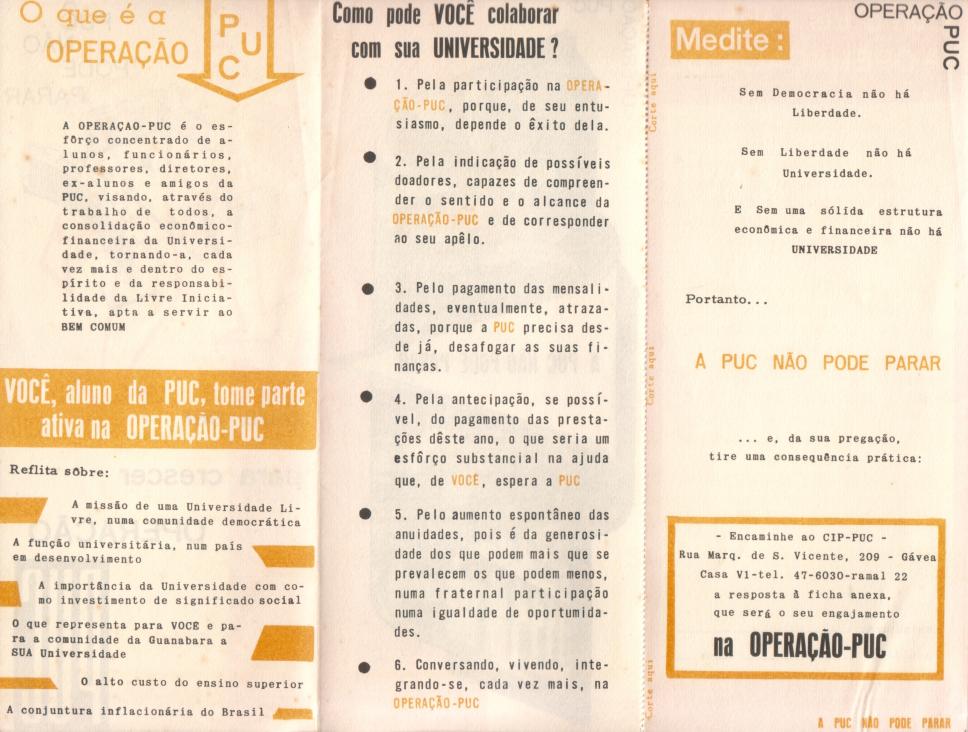 O que é a
OPERAÇÃO
PUC
A OPERAÇAO-PUC é o es-
fôrço concentrado de a-
lunos, funcionários,
professores, diretores,
ex-alunos e amigos da
PUC, visando, através do
trabalho de todos, a
consolidação econômico-
financeira da Universi-
dade, tornando-a, cada
vez mais e dentro do es-
pírito e da responsabi-
lidade da Livre Inicia-
tiva, apta a servir ao
BEM COMUM
VOCÊ, aluno da PUC, tome parte
ativa na OPERAÇÃO-PUC
Reflita sôbre:
A missão de uma Universidade Li-
vre, numa comunidade democrática
A função universitária, num país
em desenvolvimento
A importância da Universidade com co-
mo investimento de significado social
O que representa para VOCE e pa-
ra a comunidade da Guanabara a
SUA Universidade
O alto custo do ensino superior
A conjuntura inflacionária do Brasil
Como pode VOCÊ colaborar
com sua UNIVERSIDADE?
1. Pela participação na OPERA-
ÇÃO-PUC, porque, de seu entu-
siasmo, depende o êxito dela.
2. Pela indicação de possíveis
doadores, capazes de compreen-
der o sentido e o alcance da
OPERAÇÃO-PUC e de corresponder
ao seu apêlo.
3. Pelo pagamento das mensali-
dades, eventualmente, atraza-
das, porque a PUC precisa des-
de já, desafogar as suas fi-
nanças.
4. Pela antecipação, se possí-
vel, do pagamento das presta-
ções dêste ano, o que seria um
esfôrço substancial na ajuda
que, de VOCÊ, espera a PUC
5. Pelo aumento espontâneo das
anuidades, pois é da generosi-
dade dos que podem mais que se
prevalecem os que podem menos,
numa fraternal participação
numa igualdade de oportumida-
des.
6. Conversando, vivendo, inte-
grando-se, cada vez mais, na
OPERAÇÃO-PUC
Corte aqui
Corte aqui
Corte aqui
OPERAÇÃO
PUC
Medite:
Sem Democracia não há
Liberdade.
Sem Liberdade não há
Universidade.
E Sem uma sólida estrutura
econômica e financeira não há
UNIVERSIDADE
Portanto...
A PUC NÃO PODE PARAR
... e, da sua pregação,
tire uma consequência prática:
- Encaminhe ao CIP-PUC -
Rua Marq. de S. Vicente, 209 - Gávea
Casa V1-tel. 47-6030-ramal 22
a resposta à ficha anexa,
que será o seu engajamento
na OPERAÇÃO-PUC
A PUC NÃO PODE PARAR